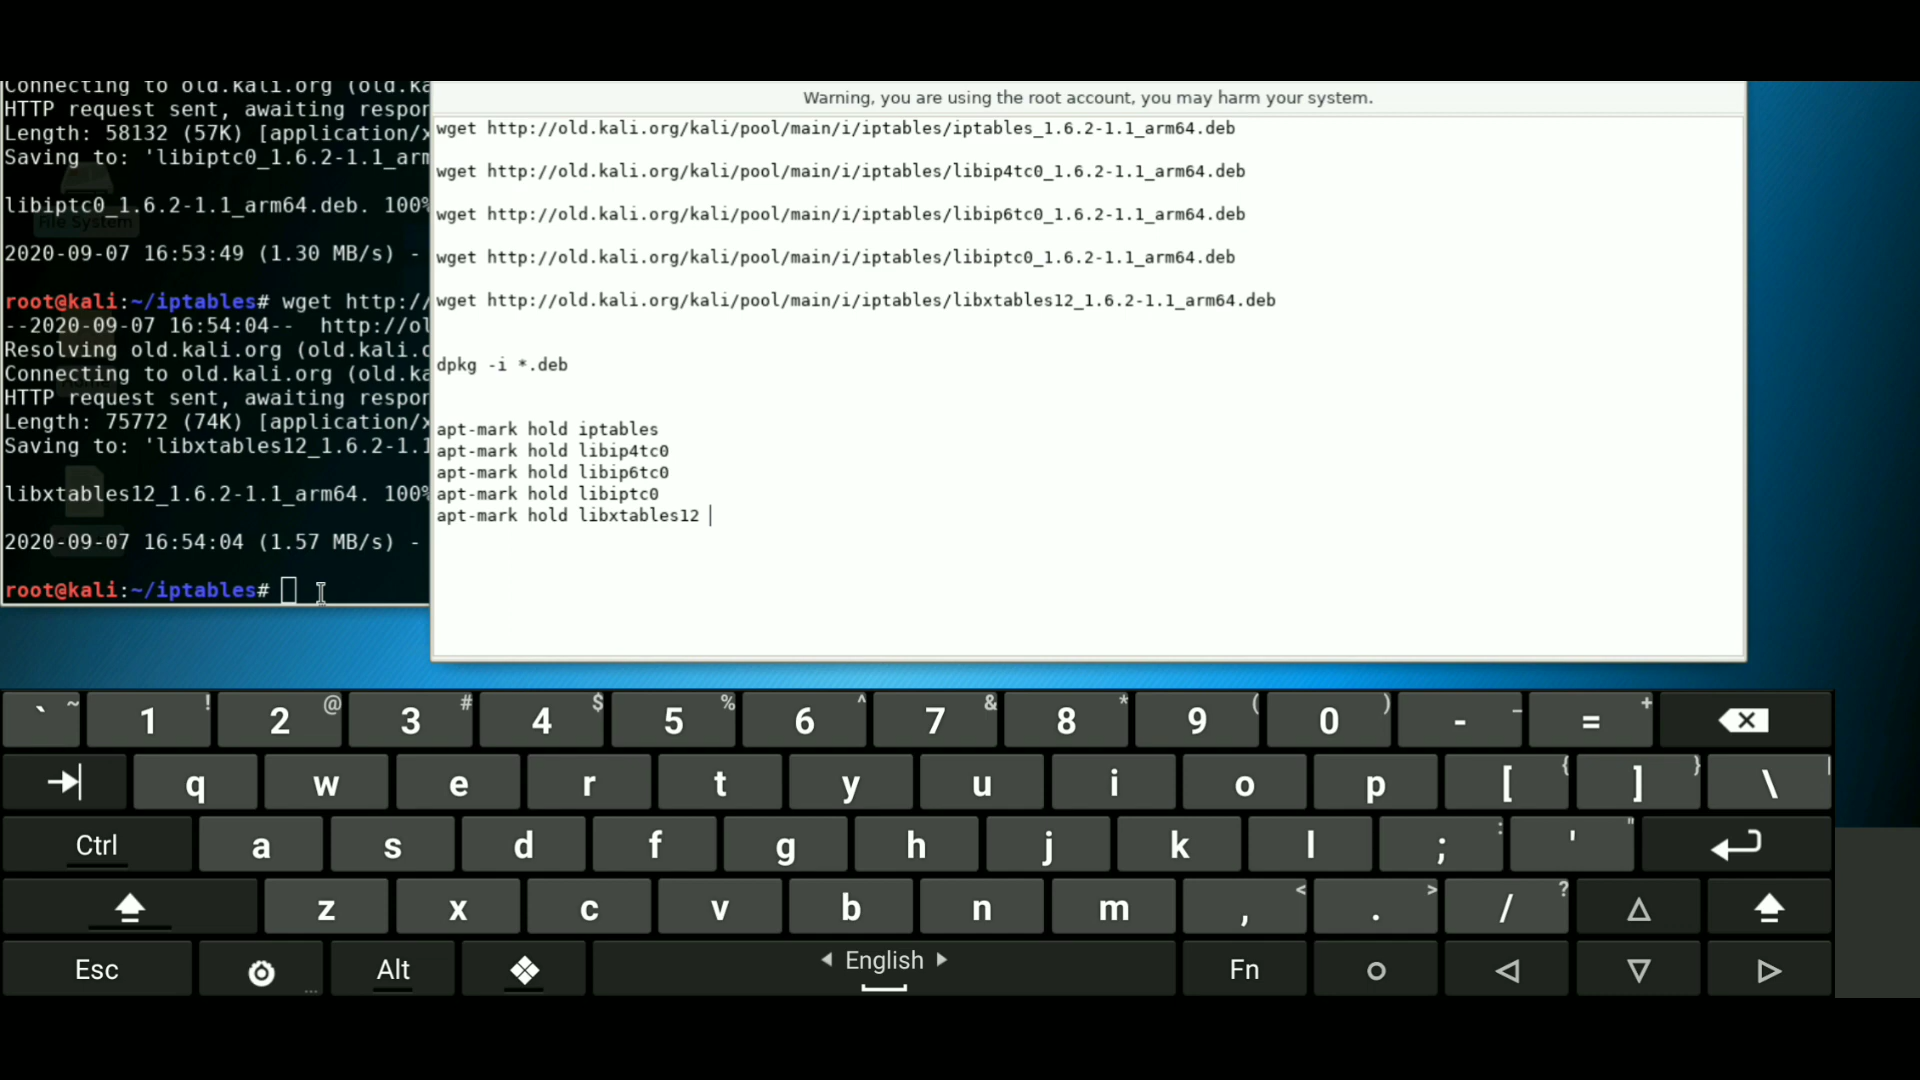 Connecting to old.kali.org (old.ka
HTTP request sent, awaiting respon
Length: 58132 (57K) [application/x
Saving to: 'libiptc0_1.6.2-1.1_arm
File System
libiptc0_1.6.2-1.1_arm64.deb. 100%
2020-09-07 16:53:49 (1.30 MB/s) -
root@kali:~/iptables# wget http://
--2020-09-07 16:54:04-- http://ol
Resolving old.kali.org (old.kali.o
Connecting to old.kali.org (old.ka
Home
HTTP request sent, awaiting respon
Length: 75772 (74K) [application/x
Saving to: 'libxtables12_1.6.2-1.1
libxtables12_1.6.2-1.1_arm64. 100%
2020-09-07 16:54:04 (1.57 MB/s) -
root@kali:~/iptables#
Warning, you are using the root account, you may harm your system.
wget http://old.kali.org/kali/pool/main/i/iptables/iptables_1.6.2-1.1_arm64.deb
wget http://old.kali.org/kali/pool/main/i/iptables/libip4tc0_1.6.2-1.1_arm64.deb
wget http://old.kali.org/kali/pool/main/i/iptables/libip6tc0_1.6.2-1.1_arm64.deb
wget http://old.kali.org/kali/pool/main/i/iptables/libiptc0_1.6.2-1.1_arm64.deb
wget http://old.kali.org/kali/pool/main/i/iptables/libxtables12_1.6.2-1.1_arm64.deb
dpkg -i *.deb
apt-mark hold iptables
apt-mark hold libip4tc0
apt-mark hold libip6tc0
apt-mark hold libiptc0
apt-mark hold libxtables12
` ~ 1 ! 2 @ 3 # 4 $ 5 % 6 ^ 7 & 8 * 9 ( 0 ) - _ = +
q w e r t y u i o p [ { ] } \ |
Ctrl a s d f g h j k l ; : ' "
z x c v b n m , < . > / ?
Esc ... Alt English Fn